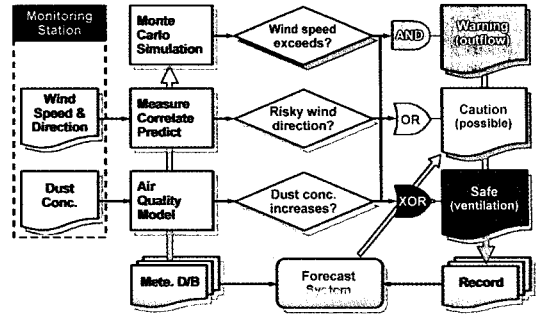 Monitoring
Station
Wind
Speed &
Direction
Dust
Conc.
Monte
Carlo
Simulation
Measure
Correlate
Predict
Air
Quality
Model
Mete. D/B
Wind speed
exceeds?
Risky wind
direction?
Dust conc.
increases?
Forecast
System
AND
OR
XOR
Warning
(outflow)
Caution
(possible)
Safe
(ventilation)
Record